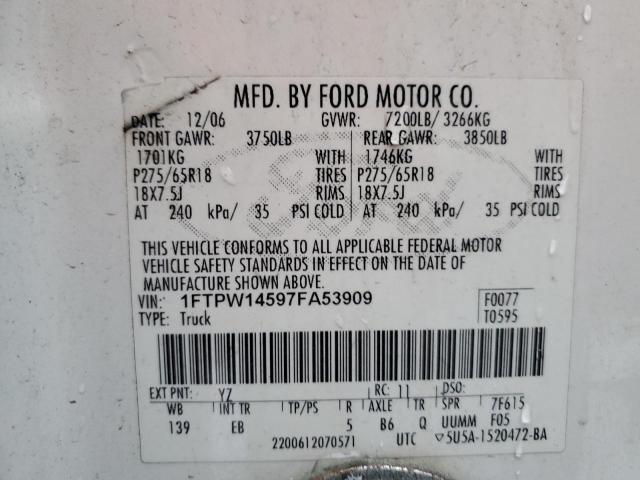 MFD. BY FORD MOTOR CO.
DATE: 12/06 GVWR: 7200LB/ 3266KG
FRONT GAWR: 3750LB REAR GAWR: 3850LB
1701KG WITH 1746KG WITH
P275/65R18 TIRES P275/65R18 TIRES
18X7.5J RIMS 18X7.5J RIMS
AT 240 kPa/ 35 PSI COLD AT 240 kPa/ 35 PSI COLD
THIS VEHICLE CONFORMS TO ALL APPLICABLE FEDERAL MOTOR
VEHICLE SAFETY STANDARDS IN EFFECT ON THE DATE OF
MANUFACTURE SHOWN ABOVE.
VIN: 1FTPW14597FA53909 F0077
TYPE: Truck T0595
EXT PNT: YZ RC: 11 DSO:
WB INT TR TP/PS R AXLE TR SPR 7F615
139 EB 5 B6 Q UUMM F05
2200612070571 UTC ▽5U5A-1520472-BA